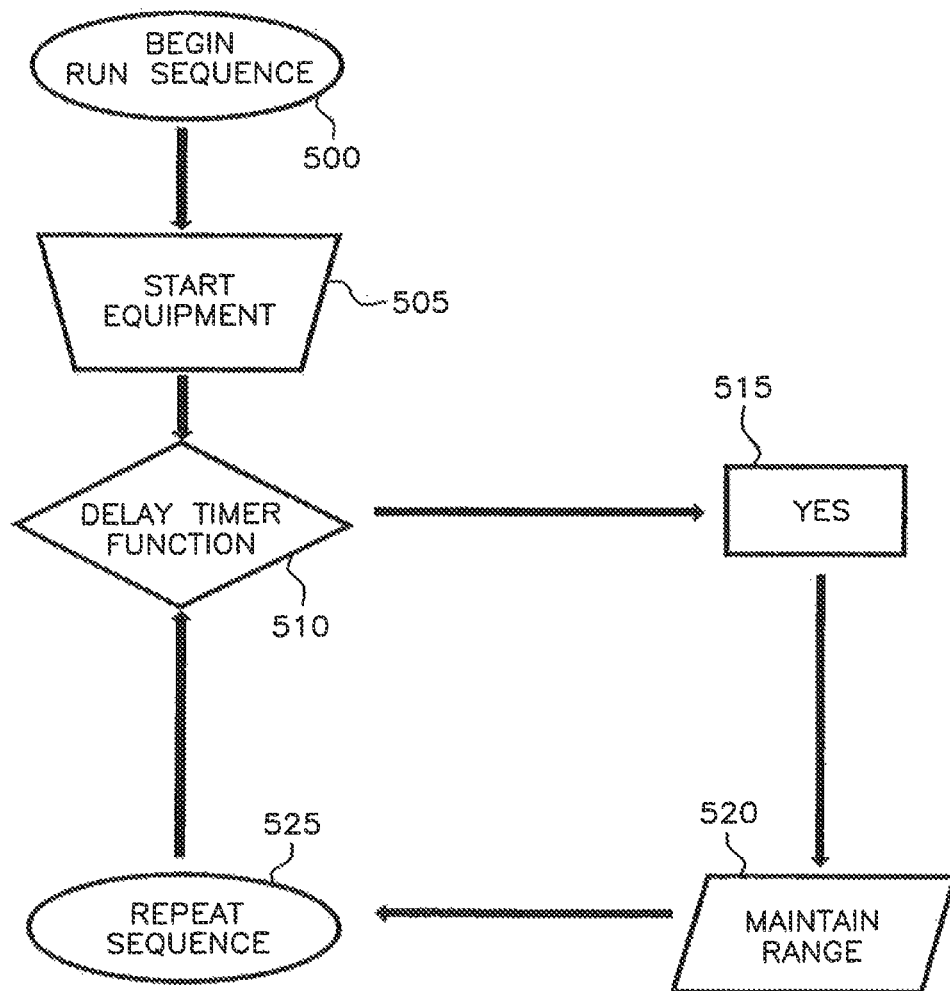 BEGIN
RUN SEQUENCE
500
START
EQUIPMENT
505
DELAY TIMER
FUNCTION
510
515
YES
520
MAINTAIN
RANGE
525
REPEAT
SEQUENCE